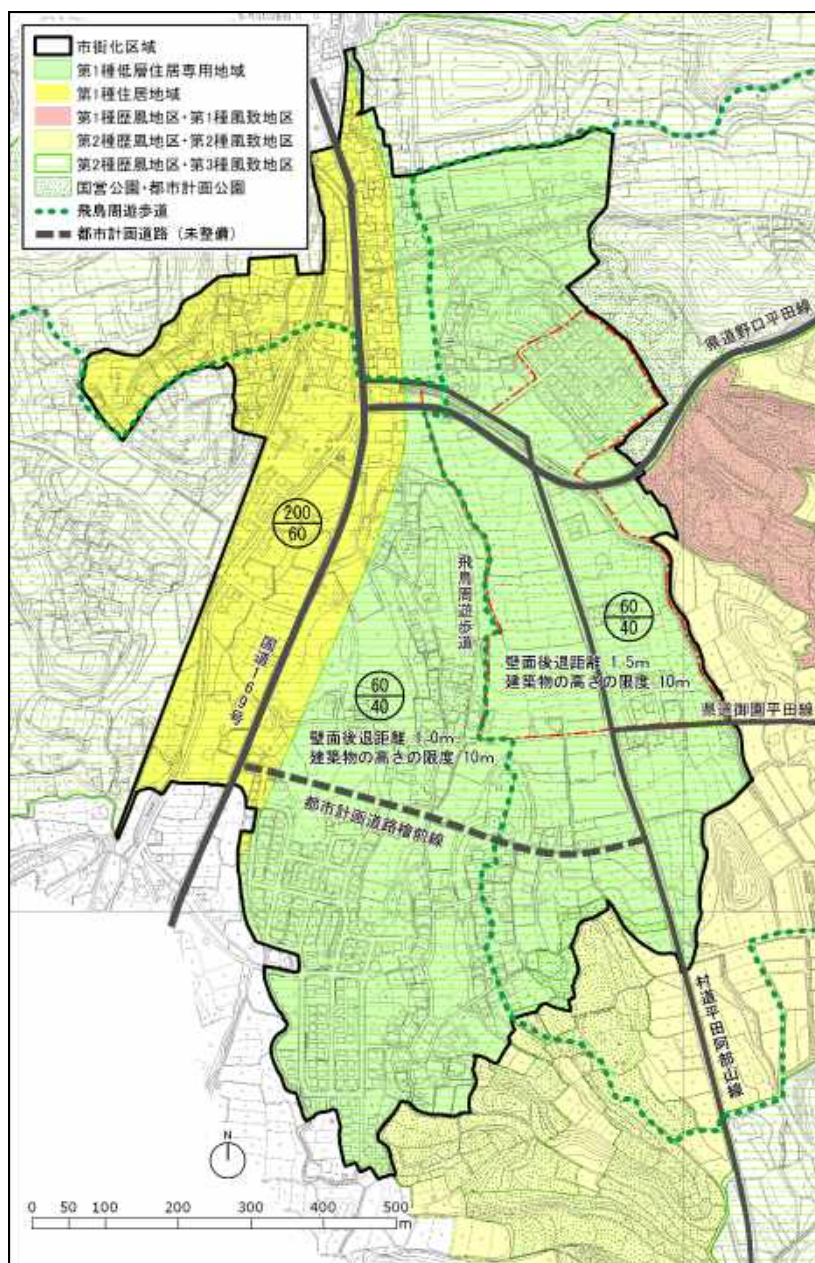 市街化区域
第1種低層住居専用地域
第1種住居地域
第1種歴風地区・第1種風致地区
第2種歴風地区・第2種風致地区
第2種歴風地区・第3種風致地区
国営公園・都市計画公園
飛鳥周遊歩道
都市計画道路（未整備）
県道野口平田線
200
60
国道169号
飛鳥周遊歩道
60
40
壁面後退距離 1.5m
建築物の高さの限度 10m
県道御園平田線
60
40
壁面後退距離 1.0m
建築物の高さの限度 10m
都市計画道路檜前線
村道平田阿部山線
N
0 50 100 200 300 400 500
m